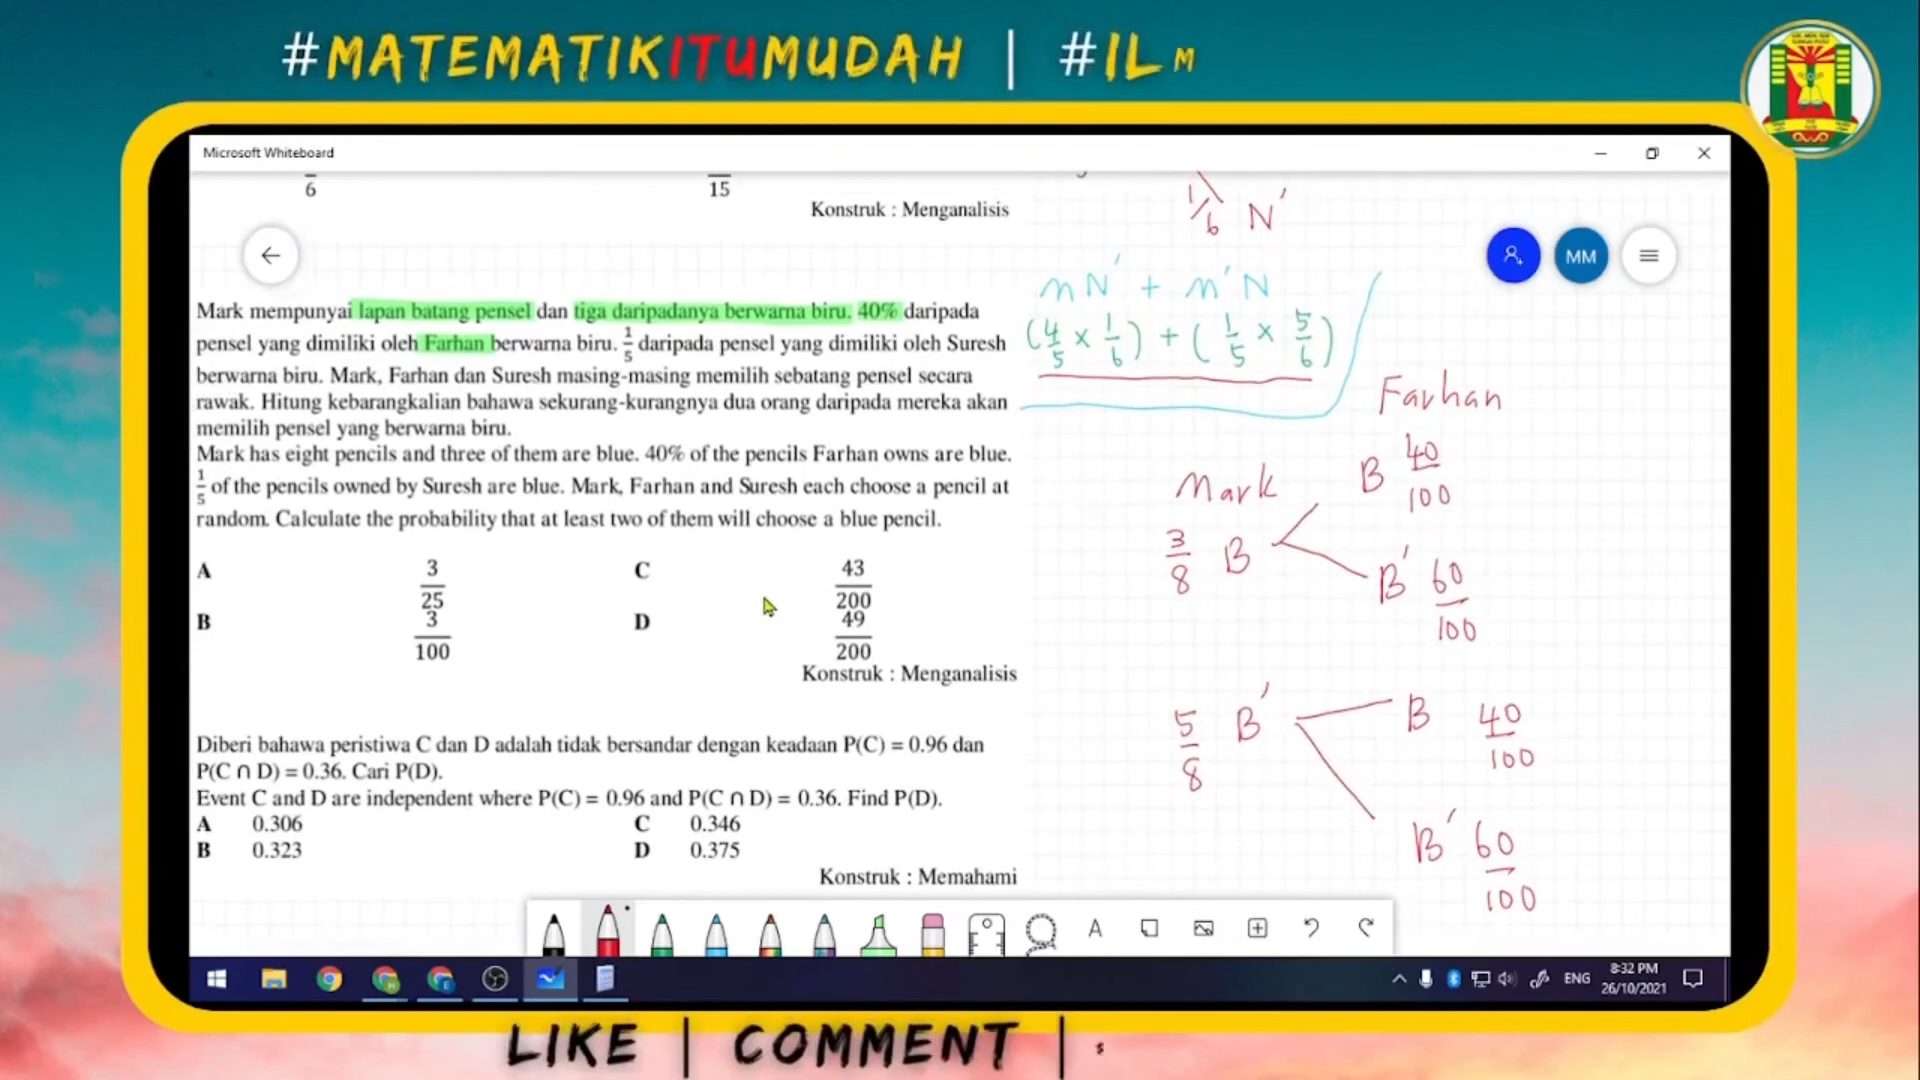 #MATEMATIKITUMUDAH | #IL M
Microsoft Whiteboard
6
15
Konstruk : Menganalisis
1/6 N'
nN' + n'N
(4/5 × 1/6) + (1/5 × 5/6)
MM
Mark mempunyai lapan batang pensel dan tiga daripadanya berwarna biru. 40% daripada
pensel yang dimiliki oleh Farhan berwarna biru. 1/5 daripada pensel yang dimiliki oleh Suresh
berwarna biru. Mark, Farhan dan Suresh masing-masing memilih sebatang pensel secara
rawak. Hitung kebarangkalian bahawa sekurang-kurangnya dua orang daripada mereka akan
memilih pensel yang berwarna biru.
Mark has eight pencils and three of them are blue. 40% of the pencils Farhan owns are blue.
1/5 of the pencils owned by Suresh are blue. Mark, Farhan and Suresh each choose a pencil at
random. Calculate the probability that at least two of them will choose a blue pencil.
A 3/25 C 43/200
B 3/100 D 49/200
Konstruk : Menganalisis
Farhan
Mark
B 40/100
3/8 B
B' 60/100
5/8 B'
B 40/100
B' 60/100
Diberi bahawa peristiwa C dan D adalah tidak bersandar dengan keadaan P(C) = 0.96 dan
P(C ∩ D) = 0.36. Cari P(D).
Event C and D are independent where P(C) = 0.96 and P(C ∩ D) = 0.36. Find P(D).
A 0.306 C 0.346
B 0.323 D 0.375
Konstruk : Memahami
A
ENG
8:32 PM
26/10/2021
LIKE | COMMENT | s